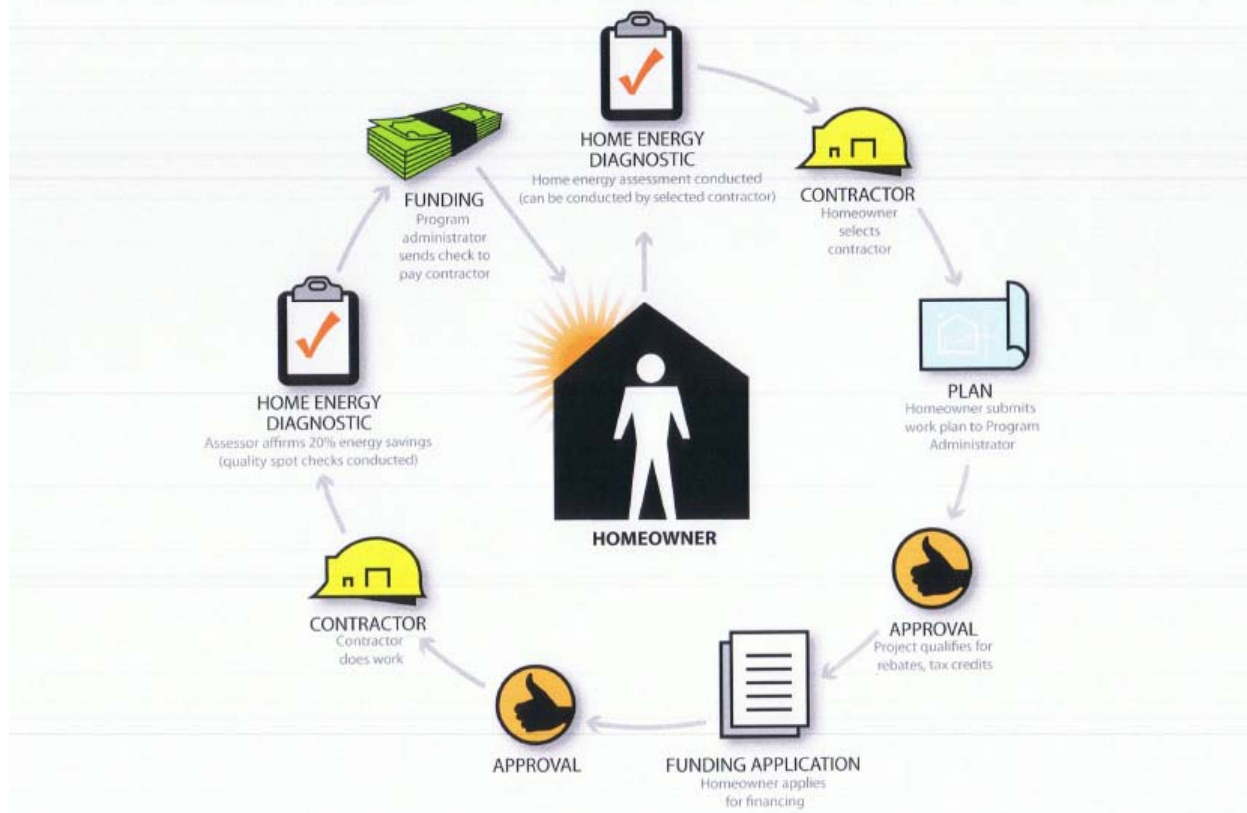 HOME ENERGY
DIAGNOSTIC
Home energy assessment conducted
(can be conducted by selected contractor)
CONTRACTOR
Homeowner
selects
contractor
PLAN
Homeowner submits
work plan to Program
Administrator
APPROVAL
Project qualifies for
rebates, tax credits
FUNDING APPLICATION
Homeowner applies
for financing
APPROVAL
CONTRACTOR
Contractor
does work
HOME ENERGY
DIAGNOSTIC
Assessor affirms 20% energy savings
(quality spot checks conducted)
FUNDING
Program
administrator
sends check to
pay contractor
HOMEOWNER